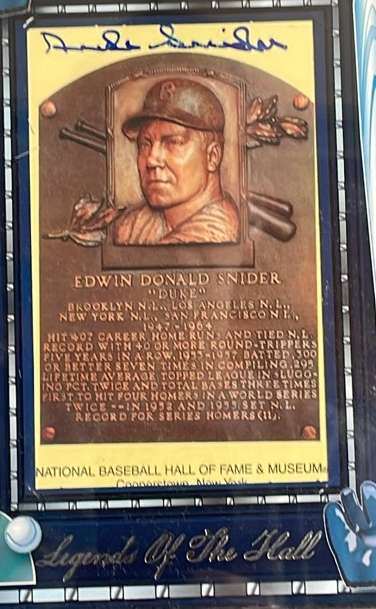 Duke Snider
B
EDWIN DONALD SNIDER
"DUKE"
BROOKLYN N.L., LOS ANGELES N.L.,
NEW YORK N.L., SAN FRANCISCO N.L.,
1947-1964
HIT 407 CAREER HOME RUNS AND TIED N.L.
RECORD WITH 40 OR MORE ROUND-TRIPPERS
FIVE YEARS IN A ROW, 1953-1957. BATTED .300
OR BETTER SEVEN TIMES IN COMPILING .295
LIFETIME AVERAGE. TOPPED LEAGUE IN SLUGG-
ING PCT. TWICE AND TOTAL BASES THREE TIMES.
FIRST TO HIT FOUR HOMERS IN A WORLD SERIES
TWICE -- IN 1952 AND 1955. SET N.L.
RECORD FOR SERIES HOMERS (11).
NATIONAL BASEBALL HALL OF FAME & MUSEUM
Cooperstown, New York
Legends Of The Hall